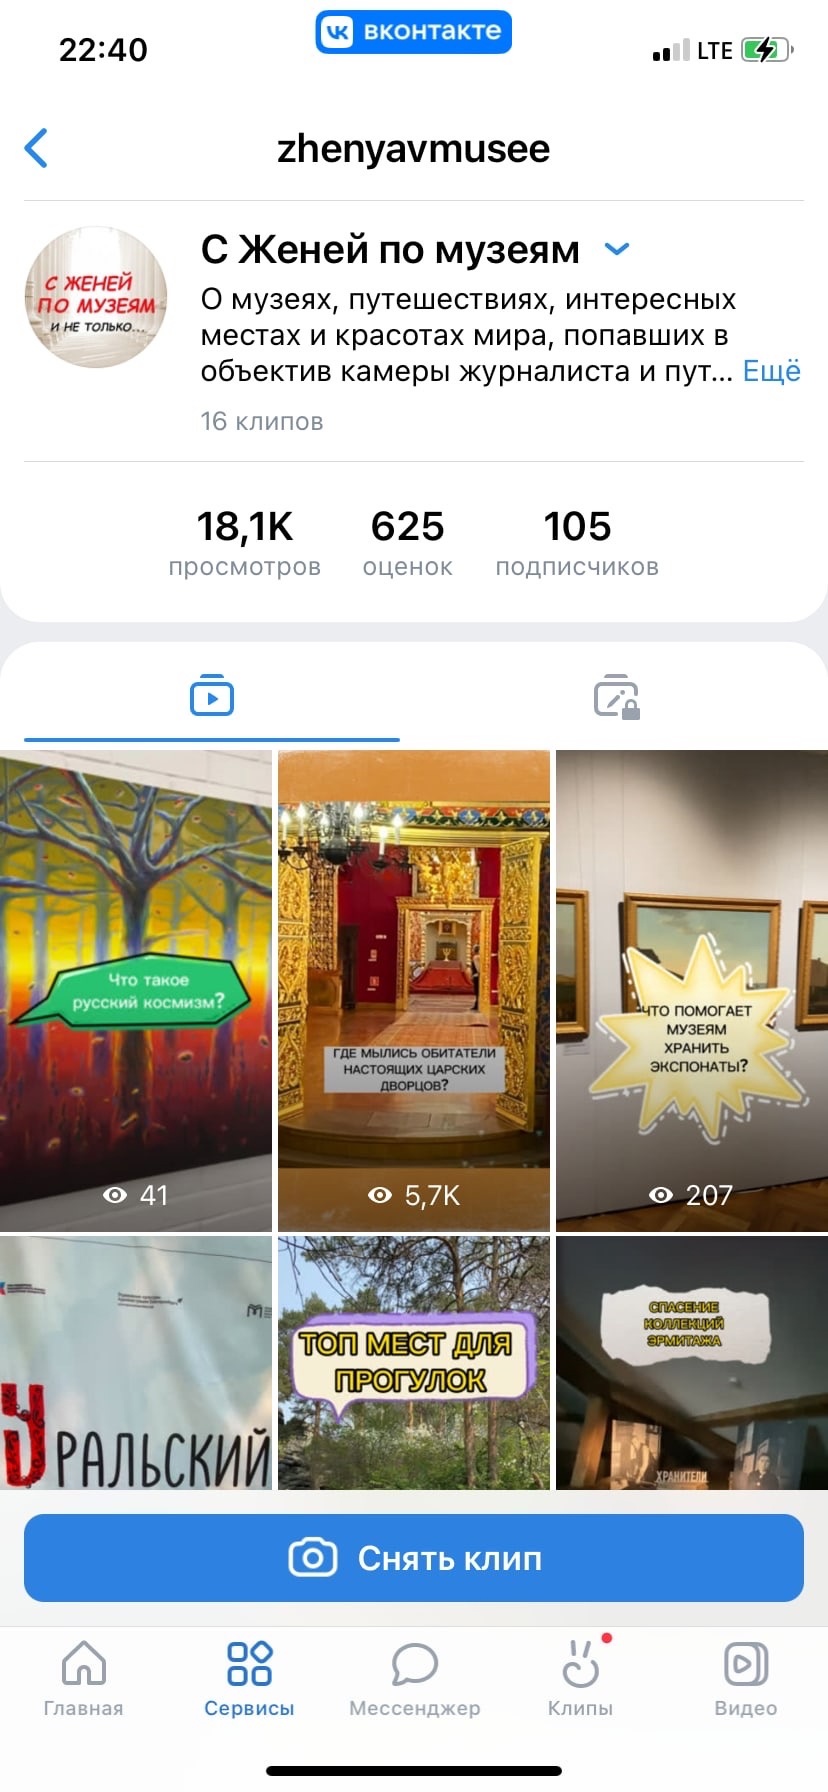 22:40
вконтакте
LTE
zhenyavmusee
С ЖЕНЕЙ
ПО МУЗЕЯМ
И НЕ ТОЛЬКО...
С Женей по музеям
О музеях, путешествиях, интересных
местах и красотах мира, попавших в
объектив камеры журналиста и пут... Ещё
16 клипов
18,1K 625 105
просмотров оценок подписчиков
Что такое
русский космизм?
41
ГДЕ МЫЛИСЬ ОБИТАТЕЛИ
НАСТОЯЩИХ ЦАРСКИХ
ДВОРЦОВ?
5,7K
ЧТО ПОМОГАЕТ
МУЗЕЯМ
ХРАНИТЬ
ЭКСПОНАТЫ?
207
УРАЛЬСКИЙ
ТОП МЕСТ ДЛЯ
ПРОГУЛОК
СПАСЕНИЕ
КОЛЛЕКЦИЙ
ЭРМИТАЖА
ХРАНИТЕЛИ
Снять клип
Главная Сервисы Мессенджер Клипы Видео